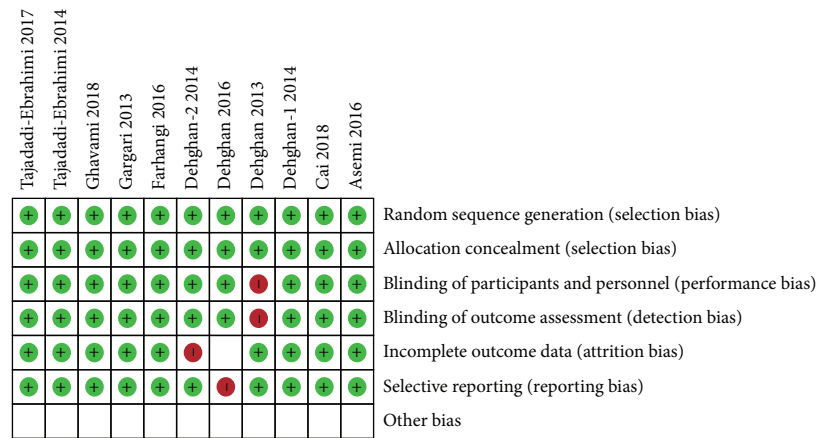 Tajadadi-Ebrahimi 2017
Tajadadi-Ebrahimi 2014
Ghavami 2018
Gargari 2013
Farhangi 2016
Dehghan-2 2014
Dehghan 2016
Dehghan 2013
Dehghan-1 2014
Cai 2018
Asemi 2016
+ + + + + + + + + + + Random sequence generation (selection bias)
+ + + + + + + + + + + Allocation concealment (selection bias)
+ + + + + + + – + + + Blinding of participants and personnel (performance bias)
+ + + + + + + – + + + Blinding of outcome assessment (detection bias)
+ + + + + – + + + + Incomplete outcome data (attrition bias)
+ + + + + + – + + + + Selective reporting (reporting bias)
Other bias